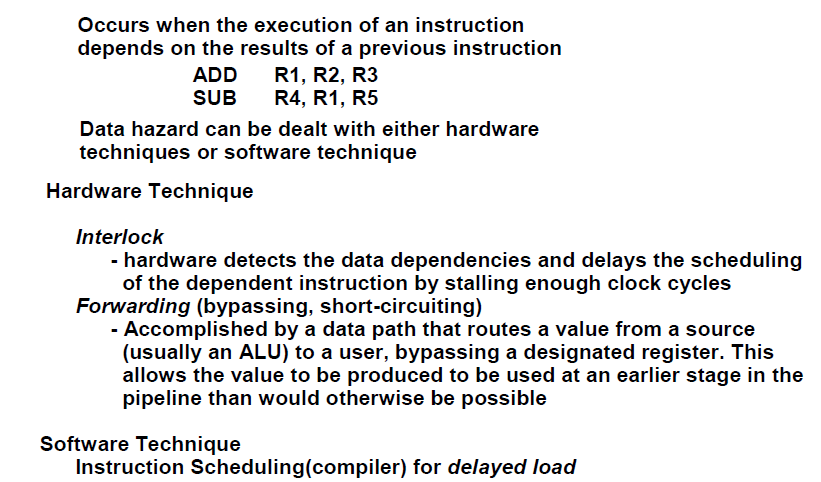 Occurs when the execution of an instruction
depends on the results of a previous instruction
ADD R1, R2, R3
SUB R4, R1, R5
Data hazard can be dealt with either hardware
techniques or software technique
Hardware Technique
Interlock
- hardware detects the data dependencies and delays the scheduling
of the dependent instruction by stalling enough clock cycles
Forwarding (bypassing, short-circuiting)
- Accomplished by a data path that routes a value from a source
(usually an ALU) to a user, bypassing a designated register. This
allows the value to be produced to be used at an earlier stage in the
pipeline than would otherwise be possible
Software Technique
Instruction Scheduling(compiler) for delayed load